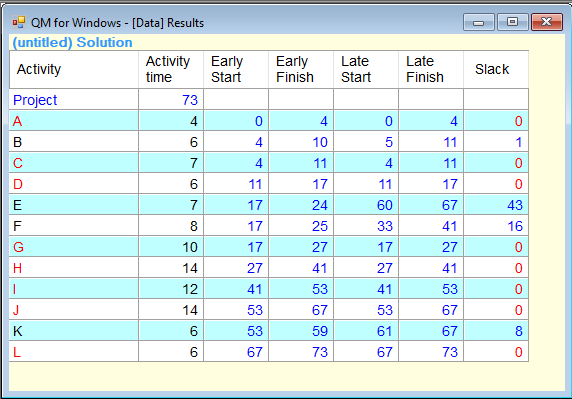 QM for Windows - [Data] Results
(untitled) Solution
Activity Activity time Early Start Early Finish Late Start Late Finish Slack
Project 73
A 4 0 4 0 4 0
B 6 4 10 5 11 1
C 7 4 11 4 11 0
D 6 11 17 11 17 0
E 7 17 24 60 67 43
F 8 17 25 33 41 16
G 10 17 27 17 27 0
H 14 27 41 27 41 0
I 12 41 53 41 53 0
J 14 53 67 53 67 0
K 6 53 59 61 67 8
L 6 67 73 67 73 0